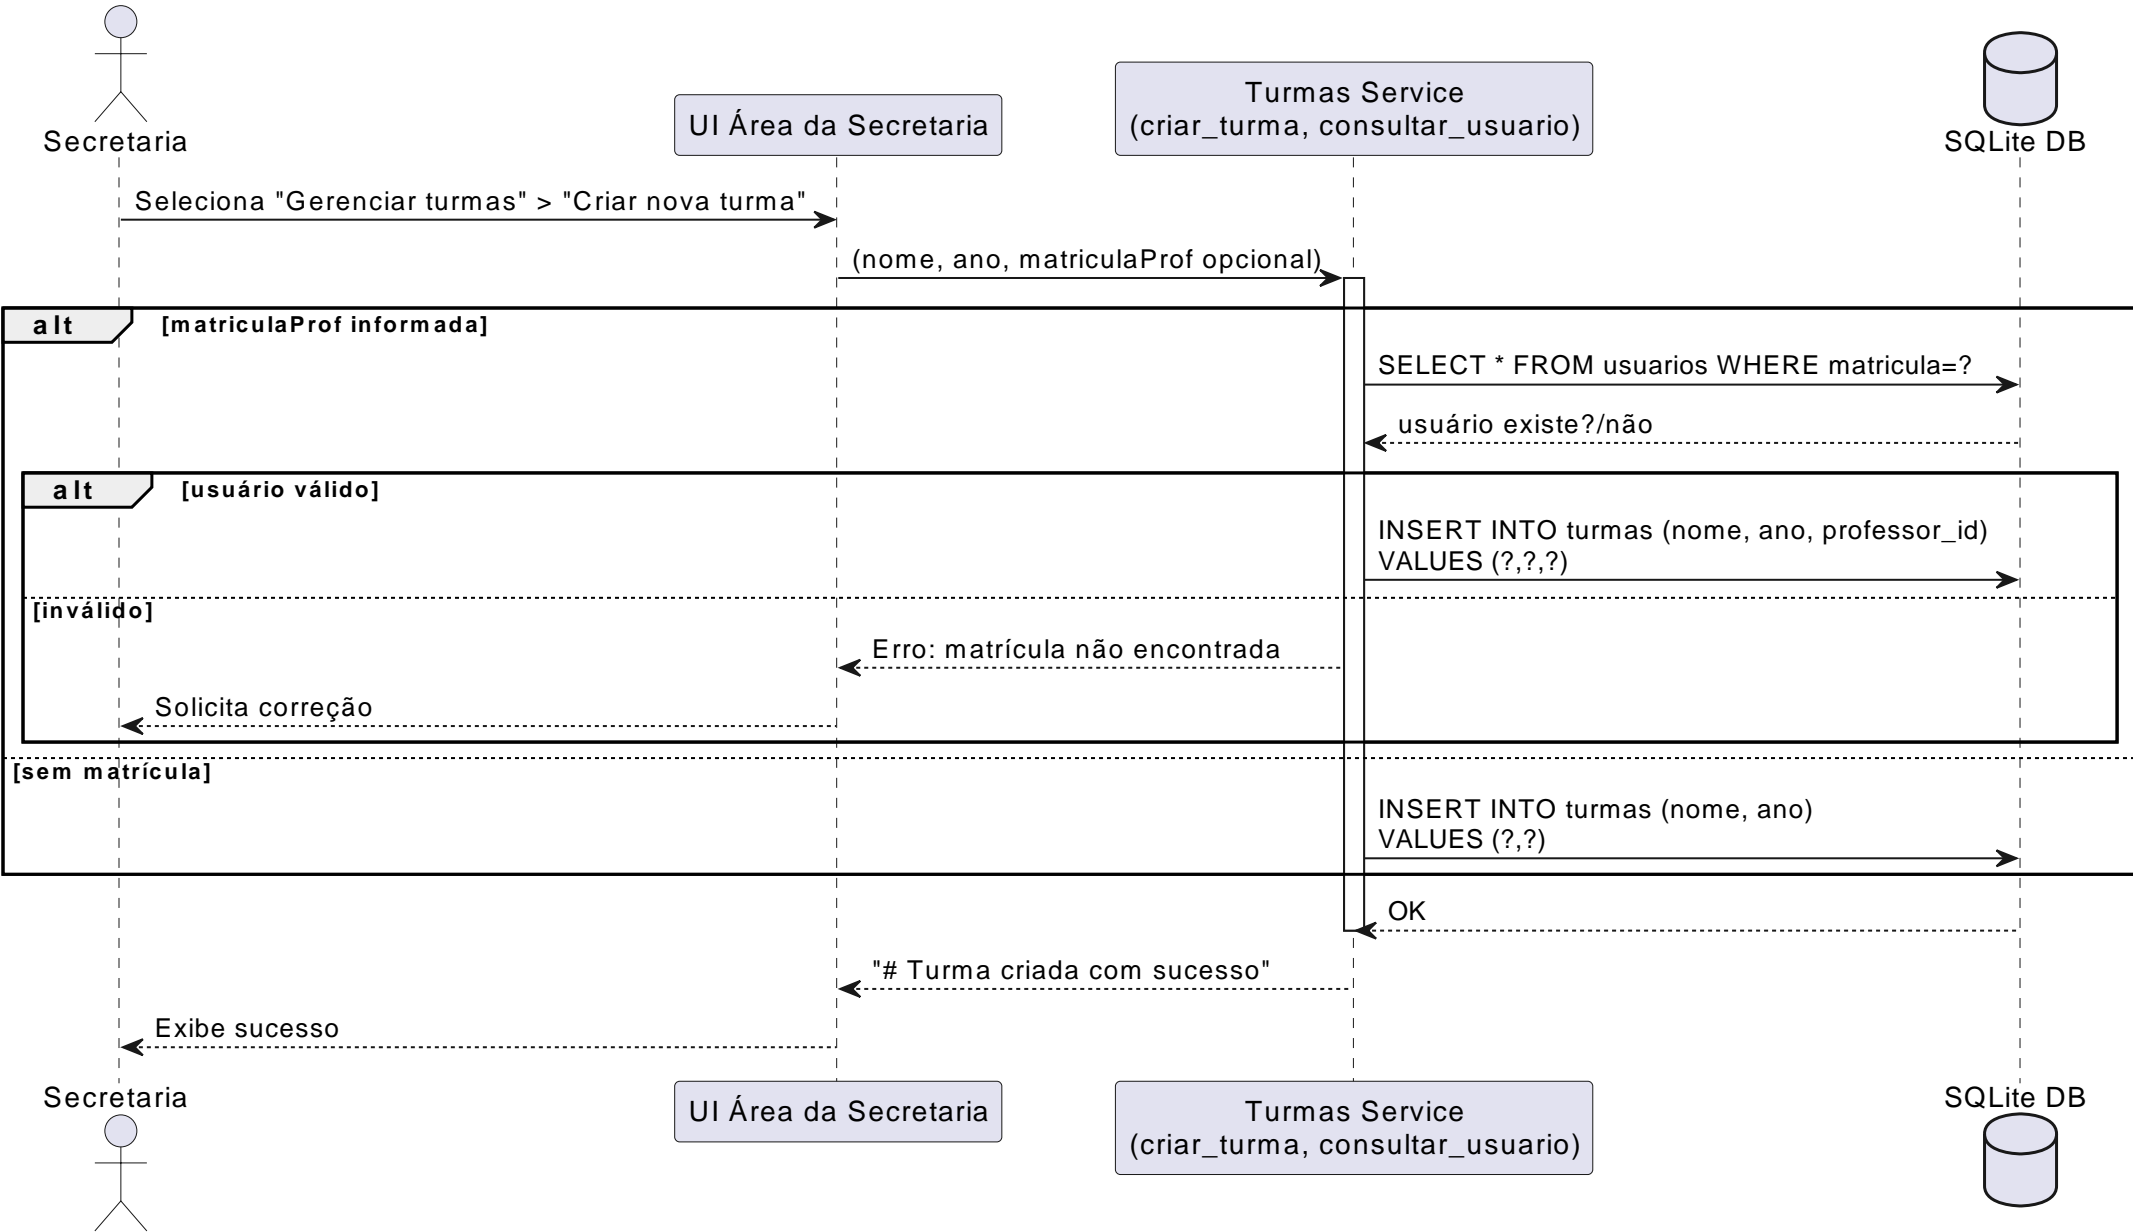 Secretaria
UI Área da Secretaria
Turmas Service
(criar_turma, consultar_usuario)
SQLite DB
Seleciona "Gerenciar turmas" > "Criar nova turma"
(nome, ano, matriculaProf opcional)
alt
[matriculaProf informada]
SELECT * FROM usuarios WHERE matricula=?
usuário existe?/não
alt
[usuário válido]
INSERT INTO turmas (nome, ano, professor_id)
VALUES (?,?,?)
[inválido]
Erro: matrícula não encontrada
Solicita correção
[sem matrícula]
INSERT INTO turmas (nome, ano)
VALUES (?,?)
OK
"# Turma criada com sucesso"
Exibe sucesso
Secretaria
UI Área da Secretaria
Turmas Service
(criar_turma, consultar_usuario)
SQLite DB